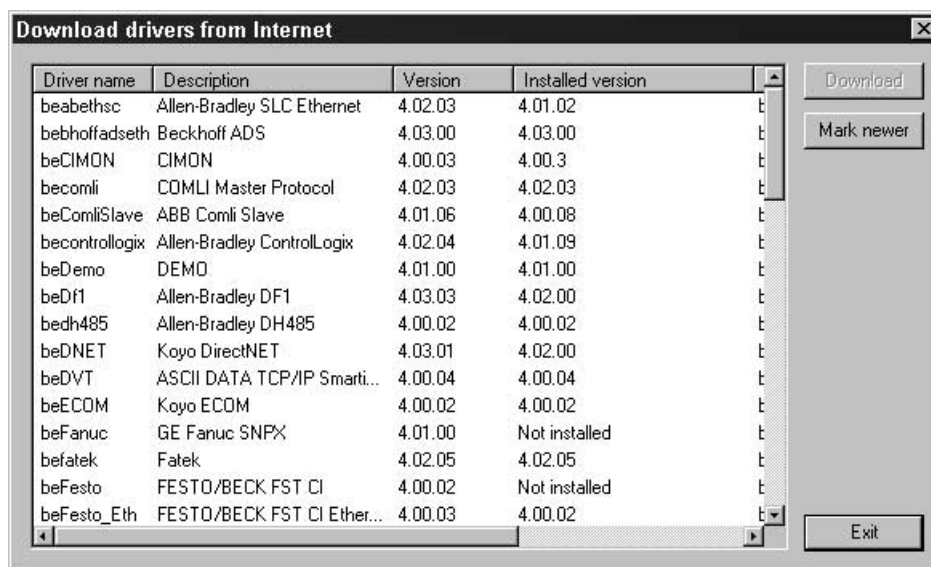 Download drivers from Internet
Driver name Description Version Installed version
beabethsc Allen-Bradley SLC Ethernet 4.02.03 4.01.02
bebhoffadseth Beckhoff ADS 4.03.00 4.03.00
beCIMON CIMON 4.00.03 4.00.3
becomli COMLI Master Protocol 4.02.03 4.02.03
beComliSlave ABB Comli Slave 4.01.06 4.00.08
becontrollogix Allen-Bradley ControlLogix 4.02.04 4.01.09
beDemo DEMO 4.01.00 4.01.00
beDf1 Allen-Bradley DF1 4.03.03 4.02.00
bedh485 Allen-Bradley DH485 4.00.02 4.00.02
beDNET Koyo DirectNET 4.03.01 4.02.00
beDVT ASCII DATA TCP/IP Smarti... 4.00.04 4.00.04
beECOM Koyo ECOM 4.00.02 4.00.02
beFanuc GE Fanuc SNPX 4.01.00 Not installed
befatek Fatek 4.02.05 4.02.05
beFesto FESTO/BECK FST CI 4.00.02 Not installed
beFesto_Eth FESTO/BECK FST CI Ether... 4.00.03 4.00.02
Download
Mark newer
Exit